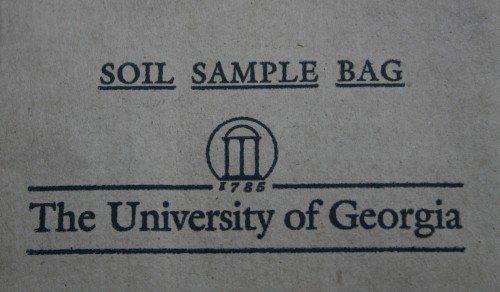 SOIL SAMPLE BAG
1785
The University of Georgia